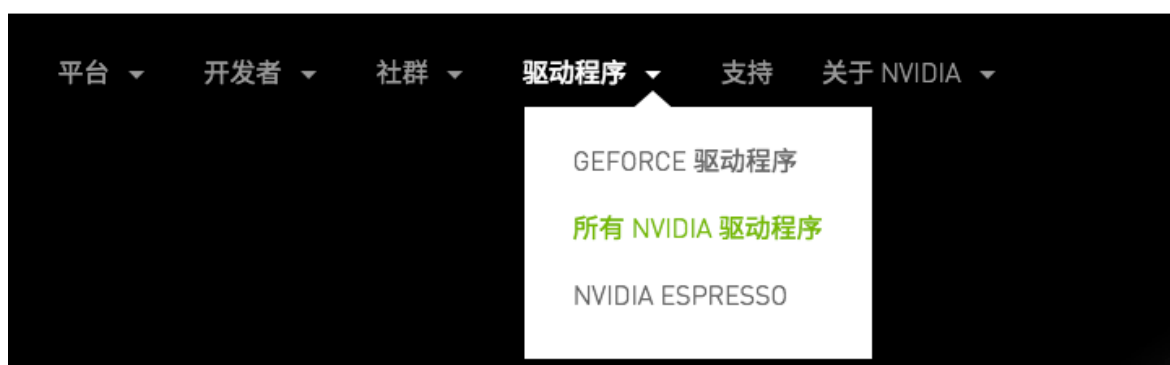 平台 开发者 社群 驱动程序 支持 关于 NVIDIA
GEFORCE 驱动程序
所有 NVIDIA 驱动程序
NVIDIA ESPRESSO